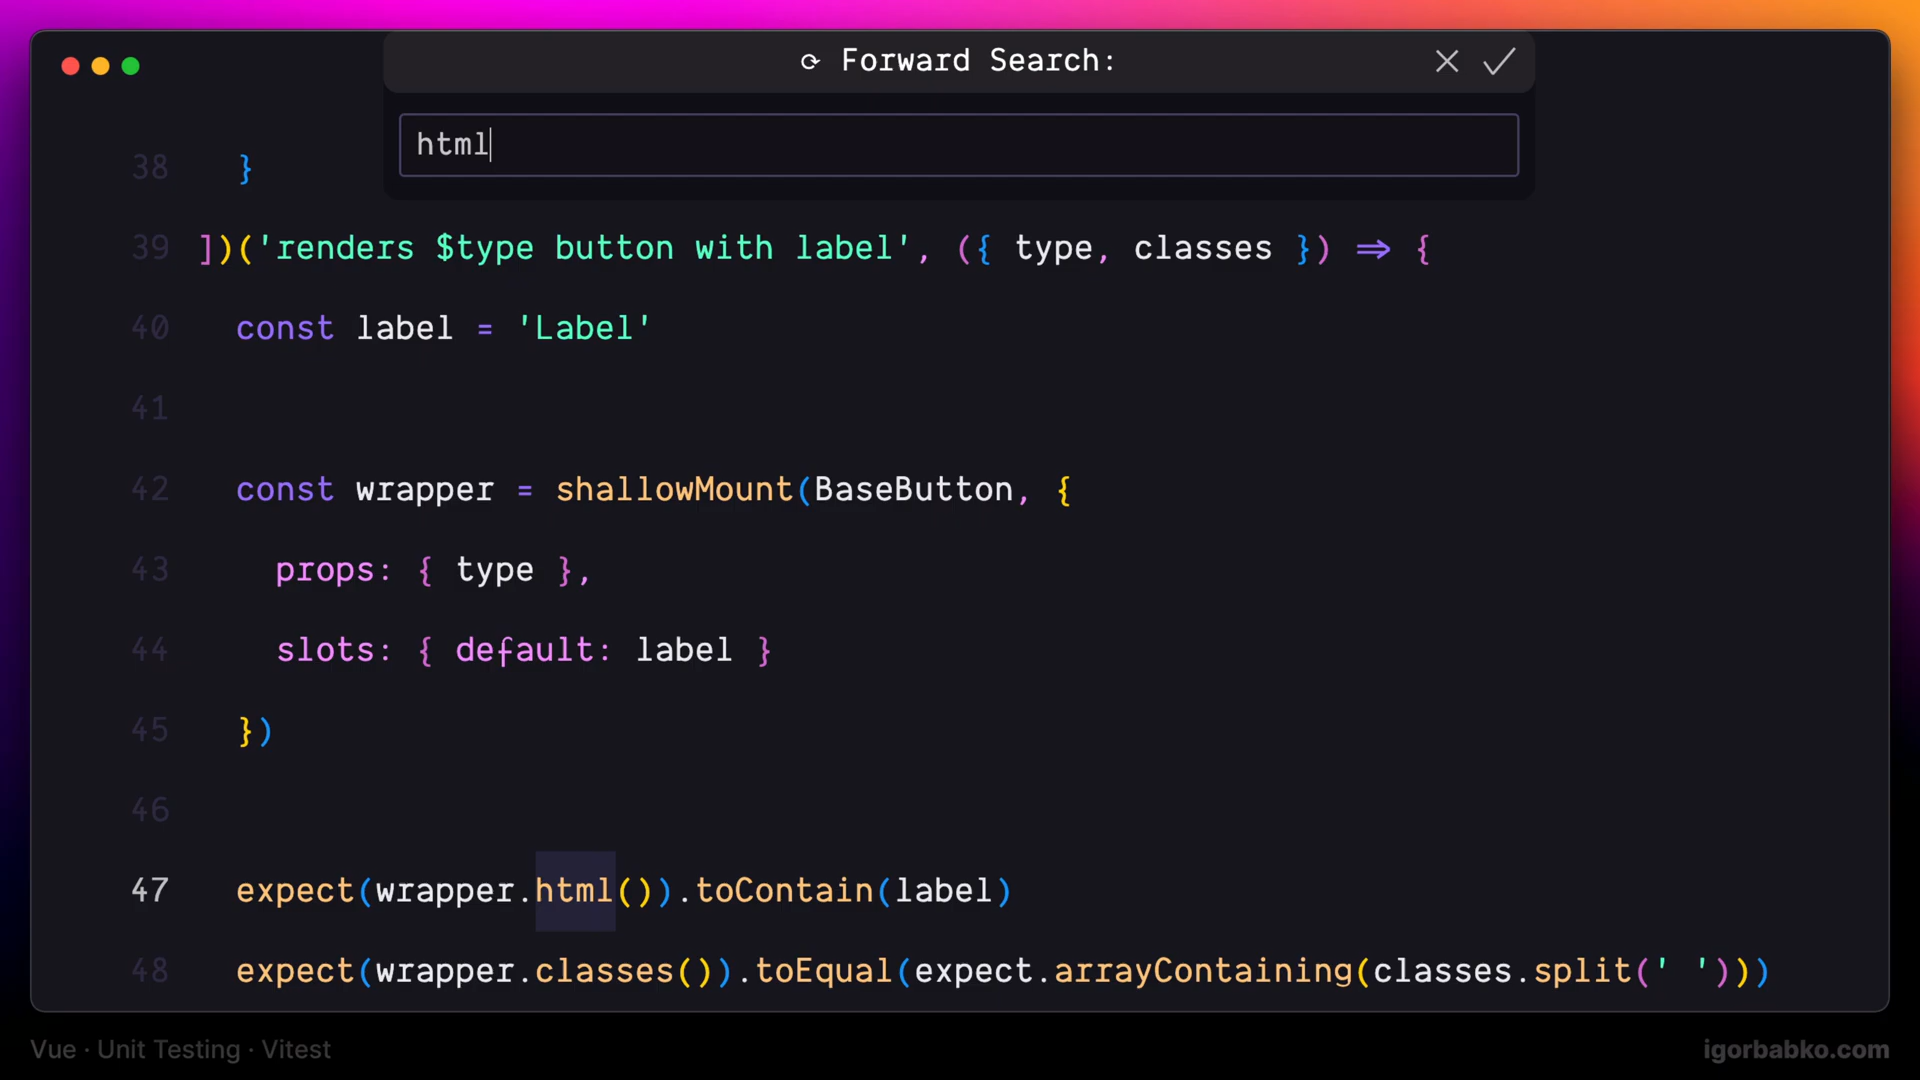 ⟳ Forward Search:
html
38 }
39 ])('renders $type button with label', ({ type, classes }) => {
40 const label = 'Label'
41
42 const wrapper = shallowMount(BaseButton, {
43 props: { type },
44 slots: { default: label }
45 })
46
47 expect(wrapper.html()).toContain(label)
48 expect(wrapper.classes()).toEqual(expect.arrayContaining(classes.split(' ')))
Vue · Unit Testing · Vitest
igorbabko.com